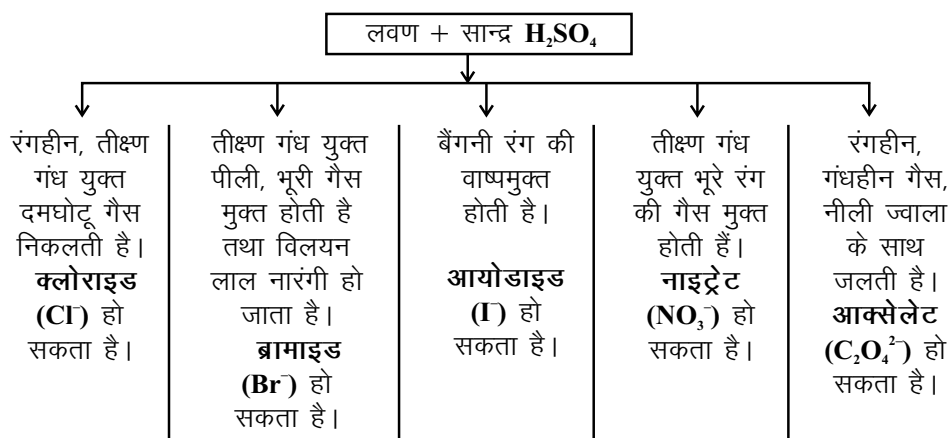 लवण + सान्द्र H₂SO₄
रंगहीन, तीक्ष्ण
गंध युक्त
दमघोटू गैस
निकलती है।
क्लोराइड
(Cl⁻) हो
सकता है।
तीक्ष्ण गंध युक्त
पीली, भूरी गैस
मुक्त होती है
तथा विलयन
लाल नारंगी हो
जाता है।
ब्रामाइड
(Br⁻) हो
सकता है।
बैंगनी रंग की
वाष्पमुक्त
होती है।
आयोडाइड
(I⁻) हो
सकता है।
तीक्ष्ण गंध
युक्त भूरे रंग
की गैस मुक्त
होती हैं।
नाइट्रेट
(NO₃⁻) हो
सकता है।
रंगहीन,
गंधहीन गैस,
नीली ज्वाला
के साथ
जलती है।
आक्सेलेट
(C₂O₄²⁻) हो
सकता है।